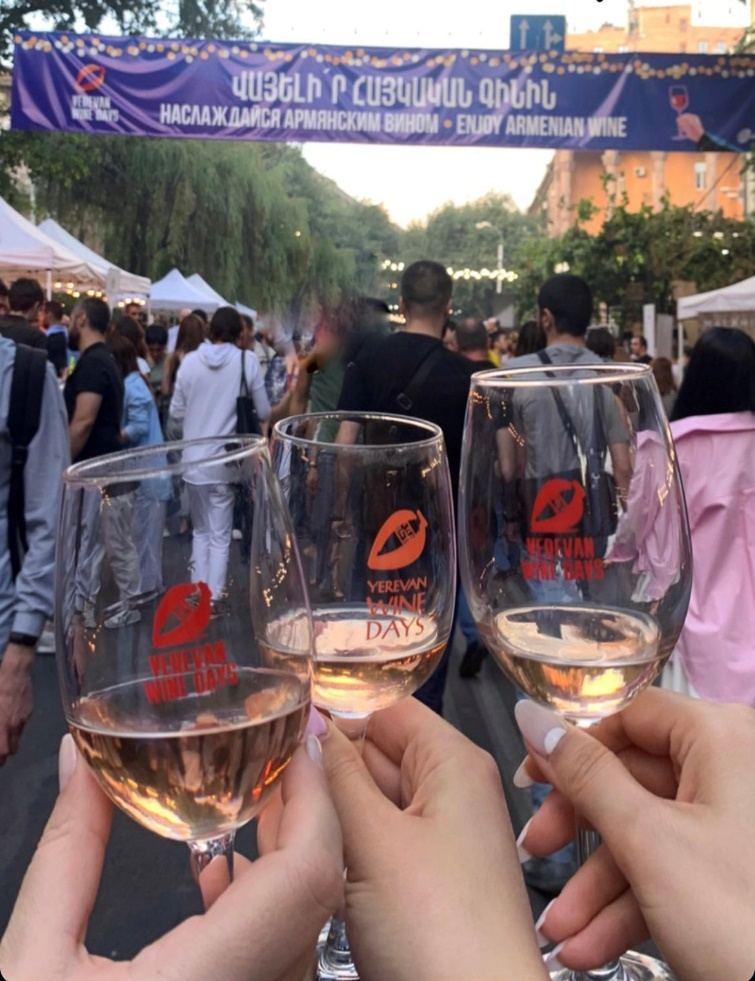 ՎԱՅԵԼԻ՛Ր ՀԱՅԿԱԿԱՆ ԳԻՆԻՆ
YEREVAN
WINE DAYS
НАСЛАЖДАЙСЯ АРМЯНСКИМ ВИНОМ • ENJOY ARMENIAN WINE
YEREVAN
WINE DAYS
YEREVAN
WINE
DAYS
YEREVAN
WINE DAYS